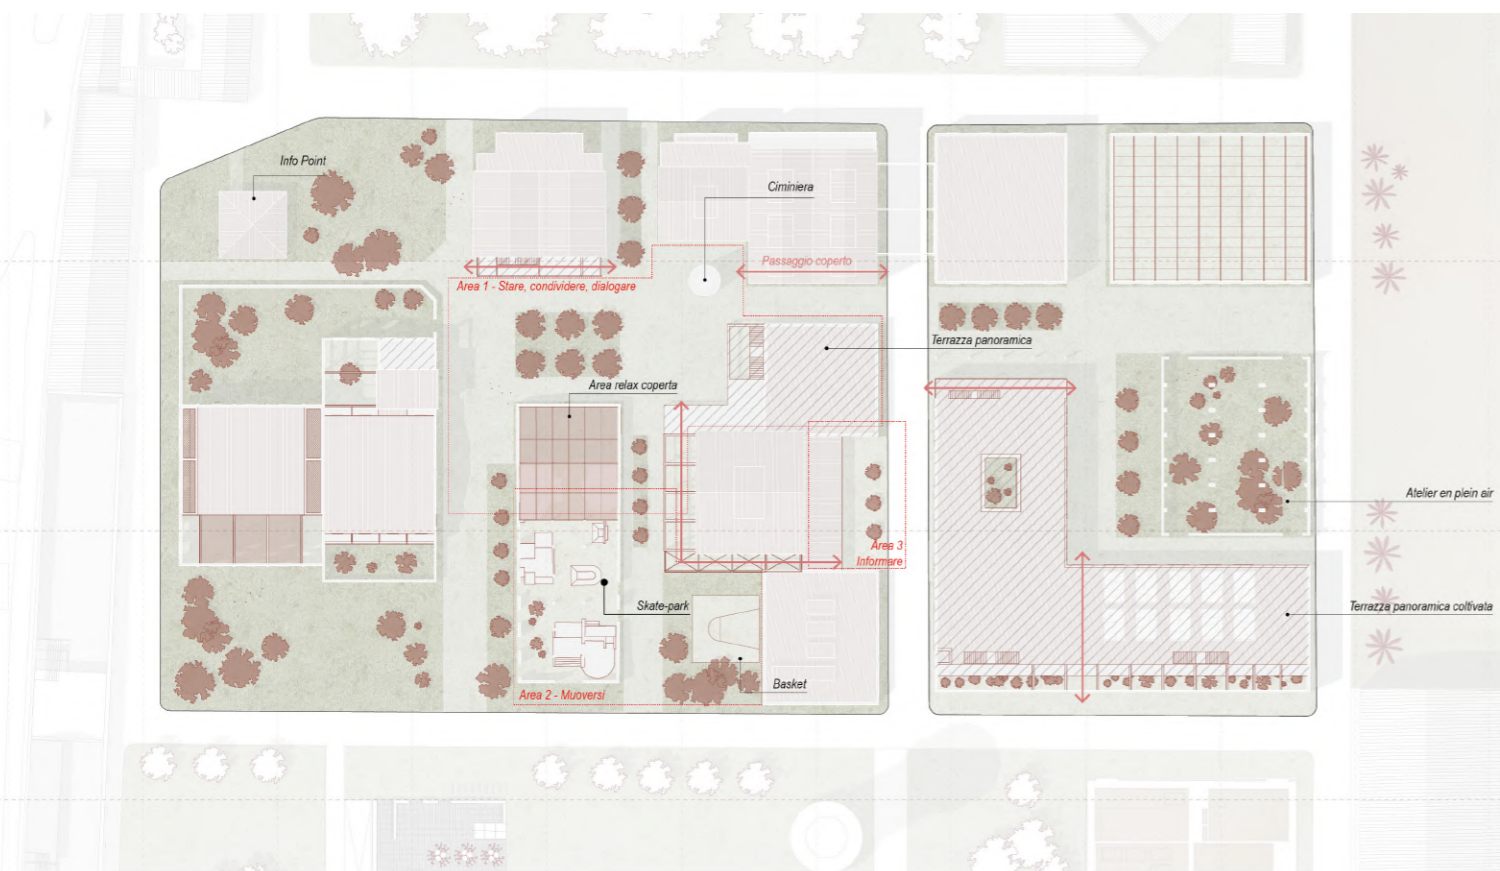 Info Point
Ciminiera
Passaggio coperto
Area 1 - Stare, condividere, dialogare
Terrazza panoramica
Area relax coperta
Atelier en plein air
Area 3
Informare
Skate-park
Terrazza panoramica coltivata
Basket
Area 2 - Muoversi